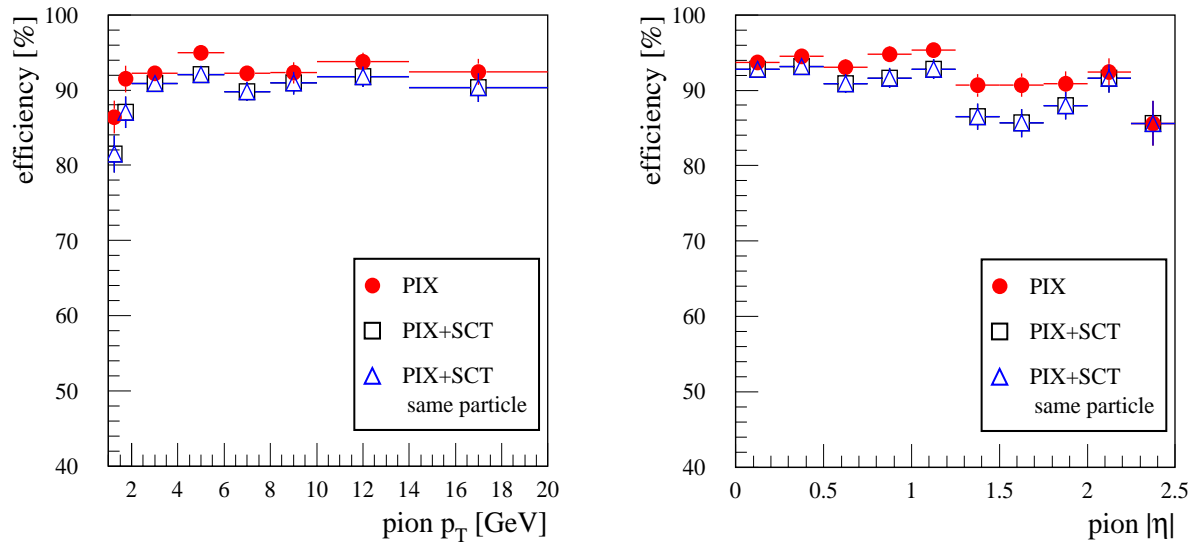 efficiency [%]
100
90
80
70
60
50
40
PIX
PIX+SCT
PIX+SCT
same particle
2 4 6 8 10 12 14 16 18 20
pion p_T [GeV]
efficiency [%]
100
90
80
70
60
50
40
PIX
PIX+SCT
PIX+SCT
same particle
0 0.5 1 1.5 2 2.5
pion |η|